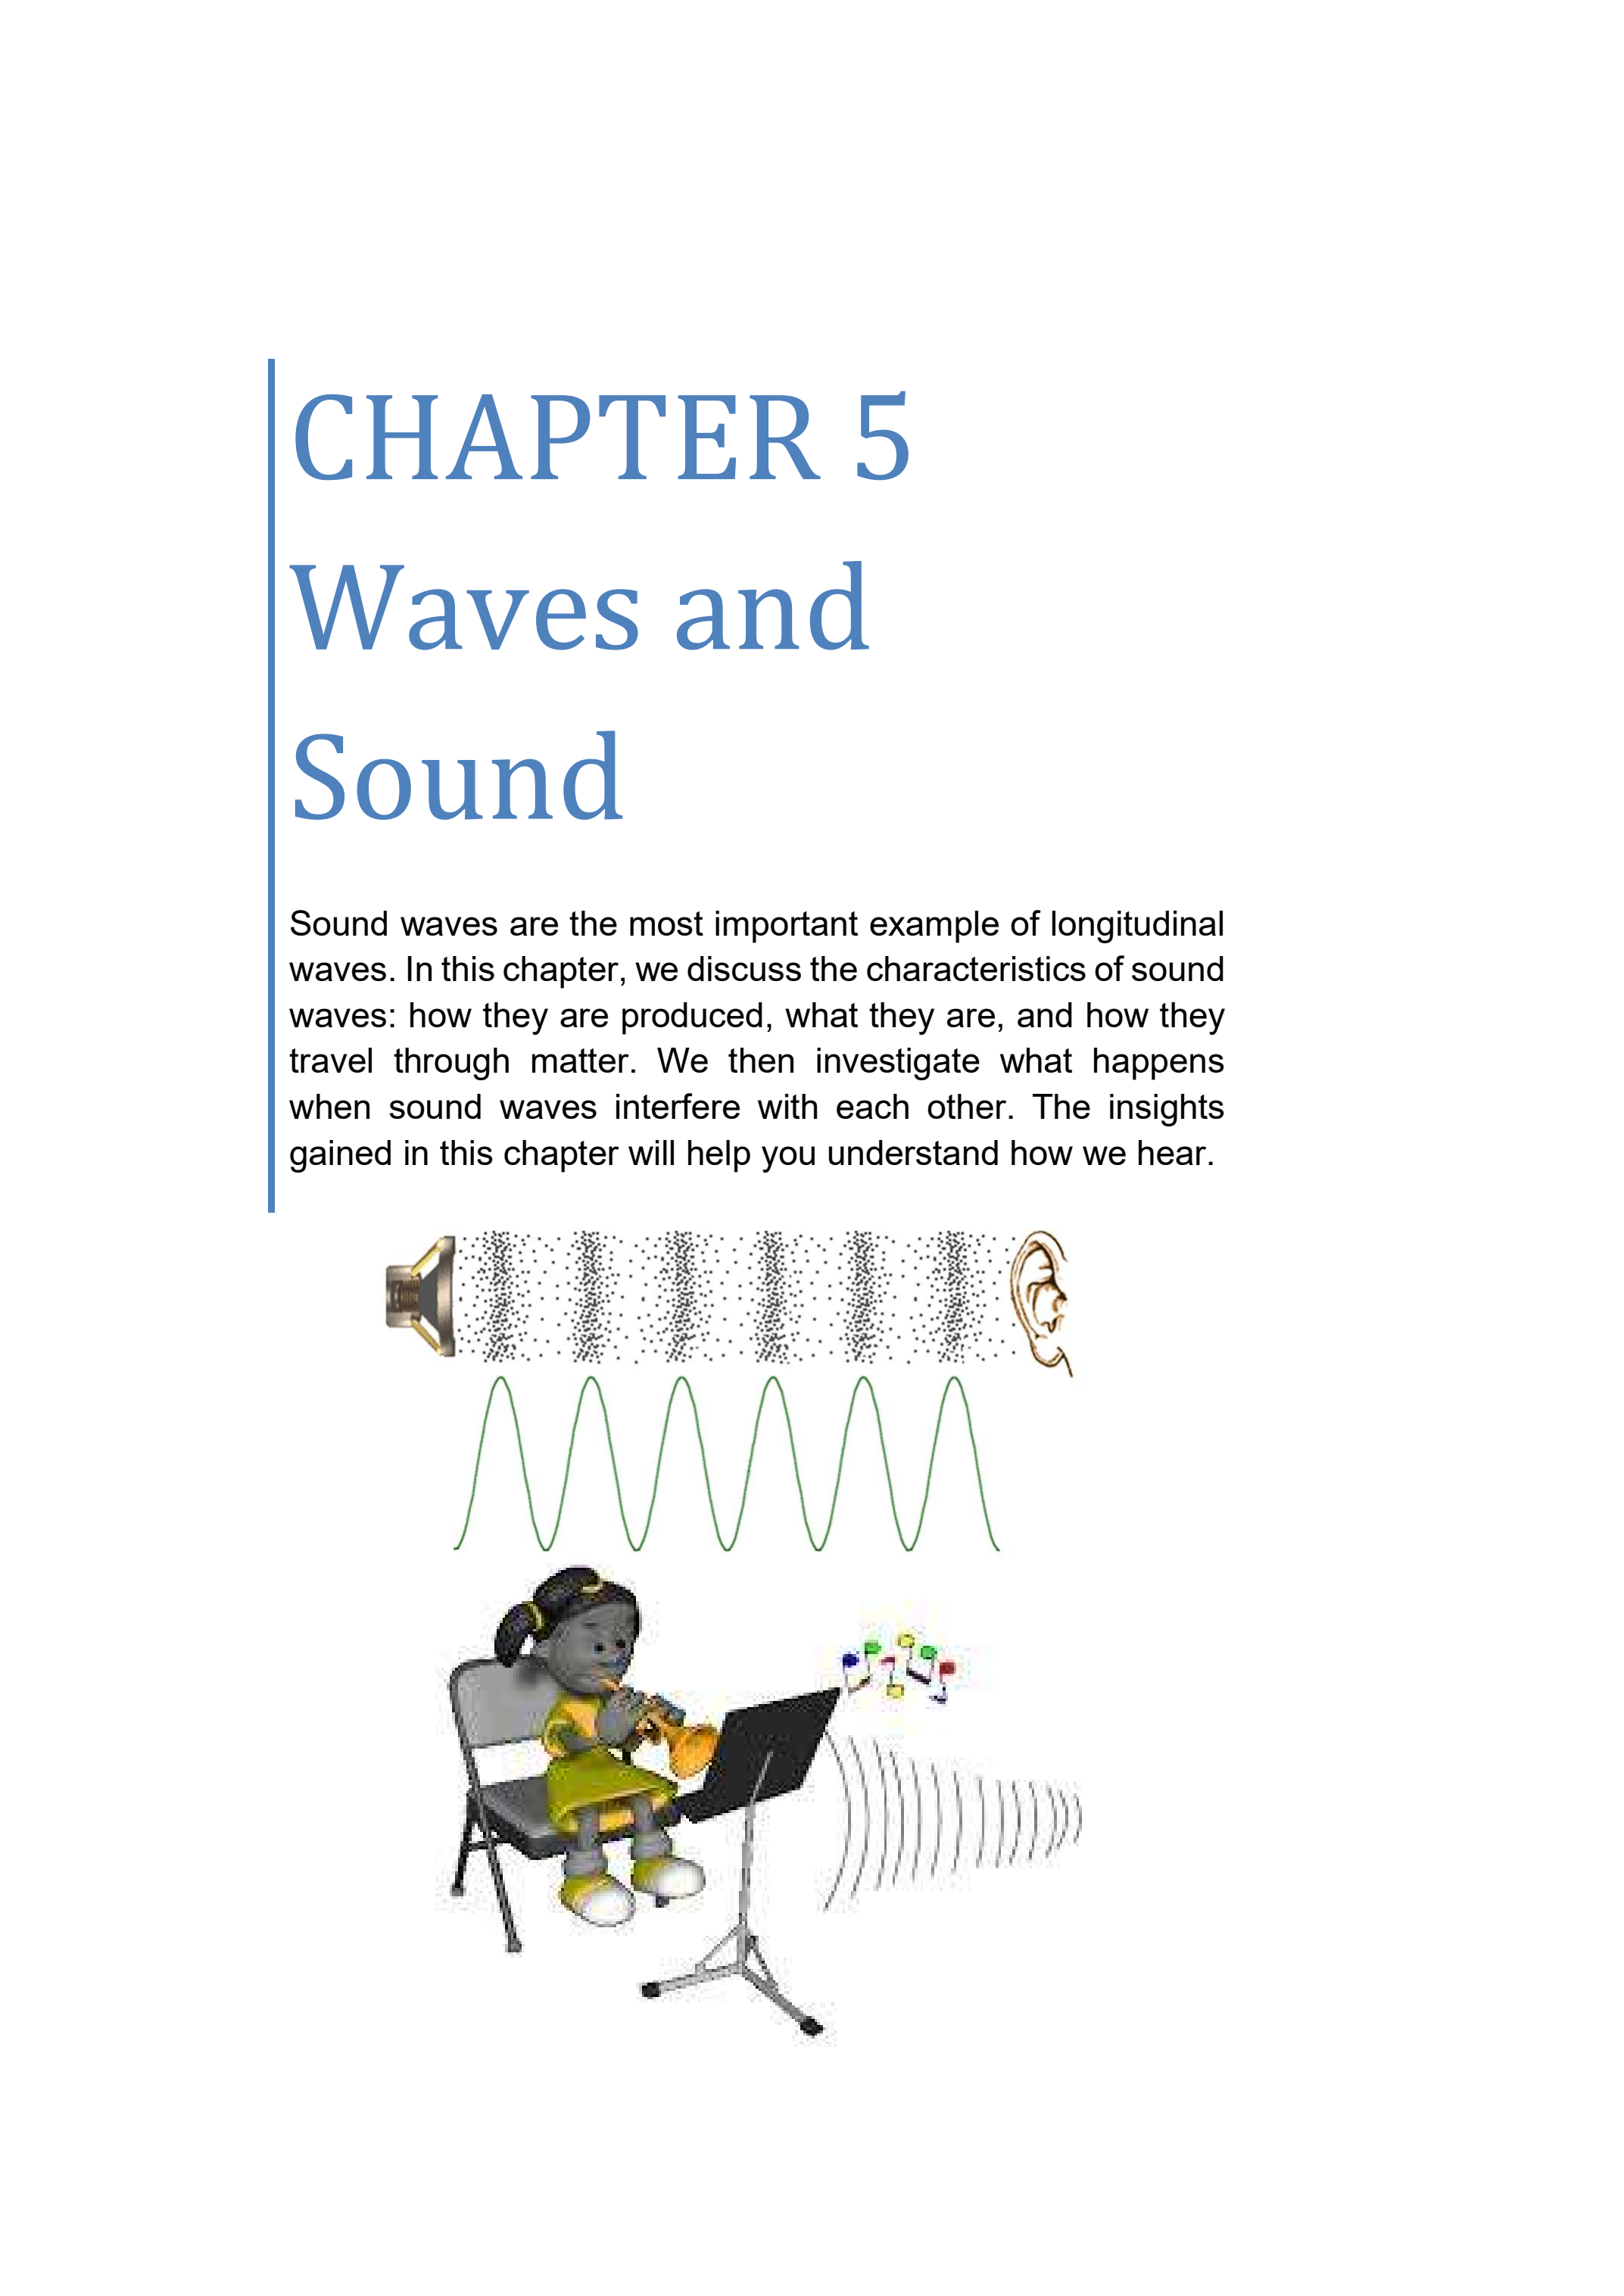 CHAPTER 5
Waves and
Sound
Sound waves are the most important example of longitudinal
waves. In this chapter, we discuss the characteristics of sound
waves: how they are produced, what they are, and how they
travel through matter. We then investigate what happens
when sound waves interfere with each other. The insights
gained in this chapter will help you understand how we hear.